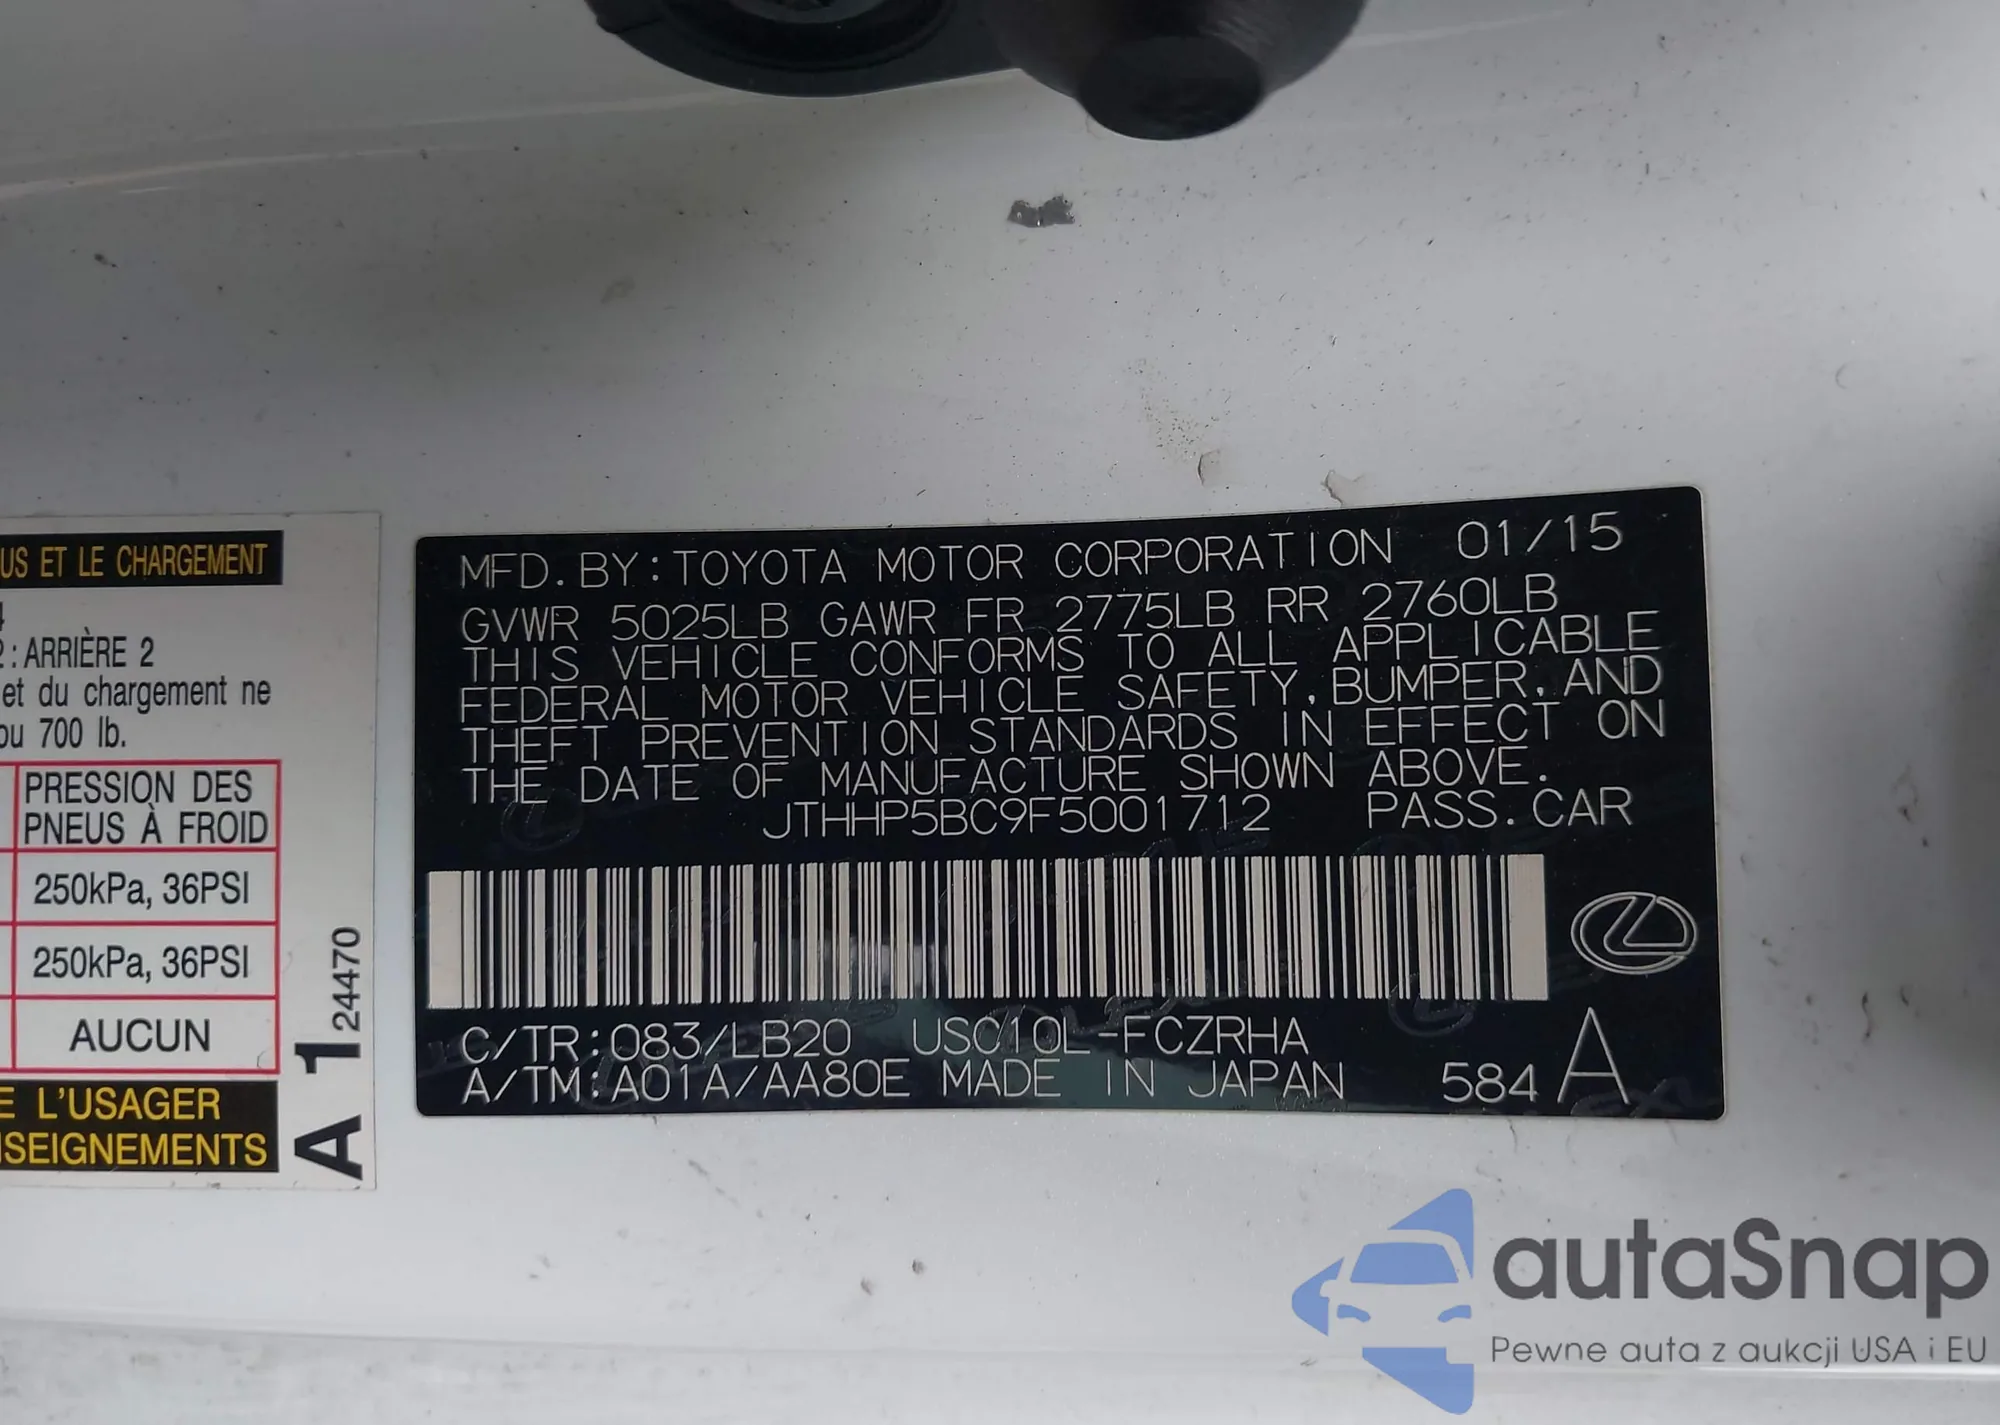 US ET LE CHARGEMENT
4
2 : ARRIÈRE 2
et du chargement ne
ou 700 lb.
PRESSION DES
PNEUS À FROID
250kPa, 36PSI
250kPa, 36PSI
AUCUN
E L'USAGER
SEIGNEMENTS
A 1 24470
MFD. BY: TOYOTA MOTOR CORPORATION 01/15
GVWR 5025LB GAWR FR 2775LB RR 2760LB
THIS VEHICLE CONFORMS TO ALL APPLICABLE
FEDERAL MOTOR VEHICLE SAFETY, BUMPER, AND
THEFT PREVENTION STANDARDS IN EFFECT ON
THE DATE OF MANUFACTURE SHOWN ABOVE.
JTHHP5BC9F5001712 PASS. CAR
C/TR: 083/LB20 USC10L-FCZRHA
A/TM: A01A/AA80E MADE IN JAPAN 584 A
autaSnap
Pewne auta z aukcji USA i EU